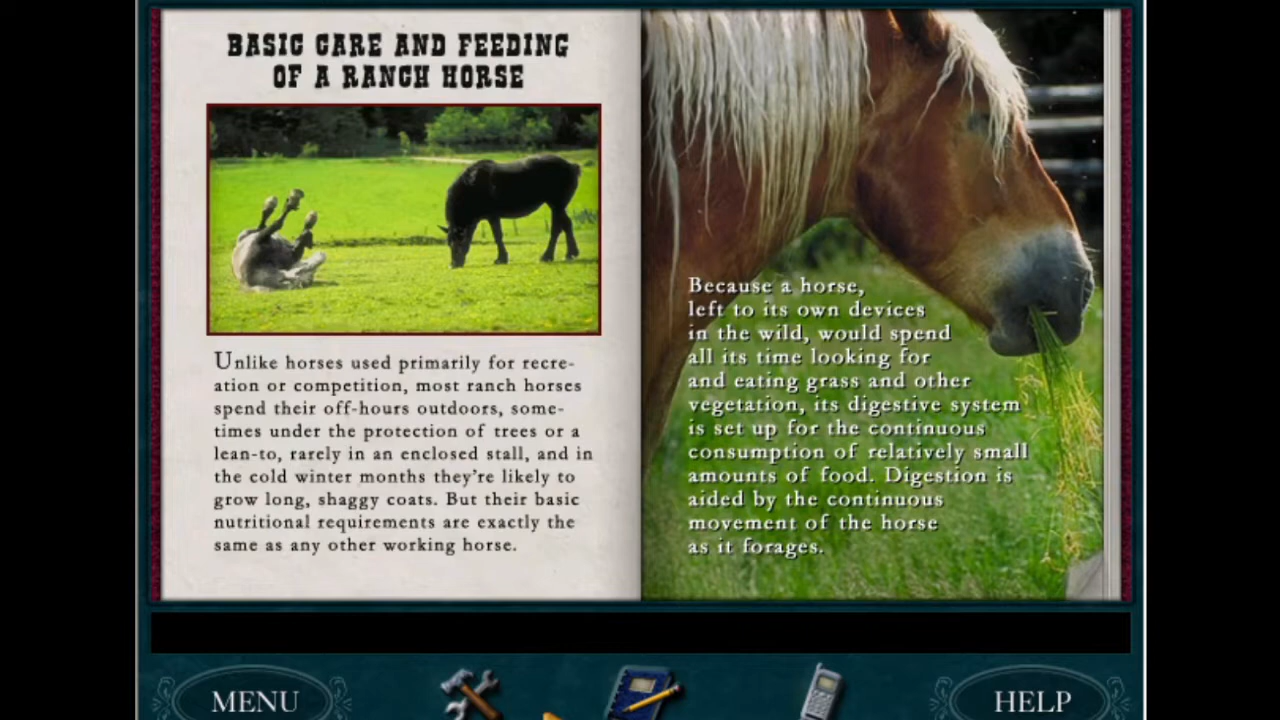 BASIC CARE AND FEEDING
OF A RANCH HORSE
Unlike horses used primarily for recre-
ation or competition, most ranch horses
spend their off-hours outdoors, some-
times under the protection of trees or a
lean-to, rarely in an enclosed stall, and in
the cold winter months they're likely to
grow long, shaggy coats. But their basic
nutritional requirements are exactly the
same as any other working horse.
Because a horse,
left to its own devices
in the wild, would spend
all its time looking for
and eating grass and other
vegetation, its digestive system
is set up for the continuous
consumption of relatively small
amounts of food. Digestion is
aided by the continuous
movement of the horse
as it forages.
MENU
HELP